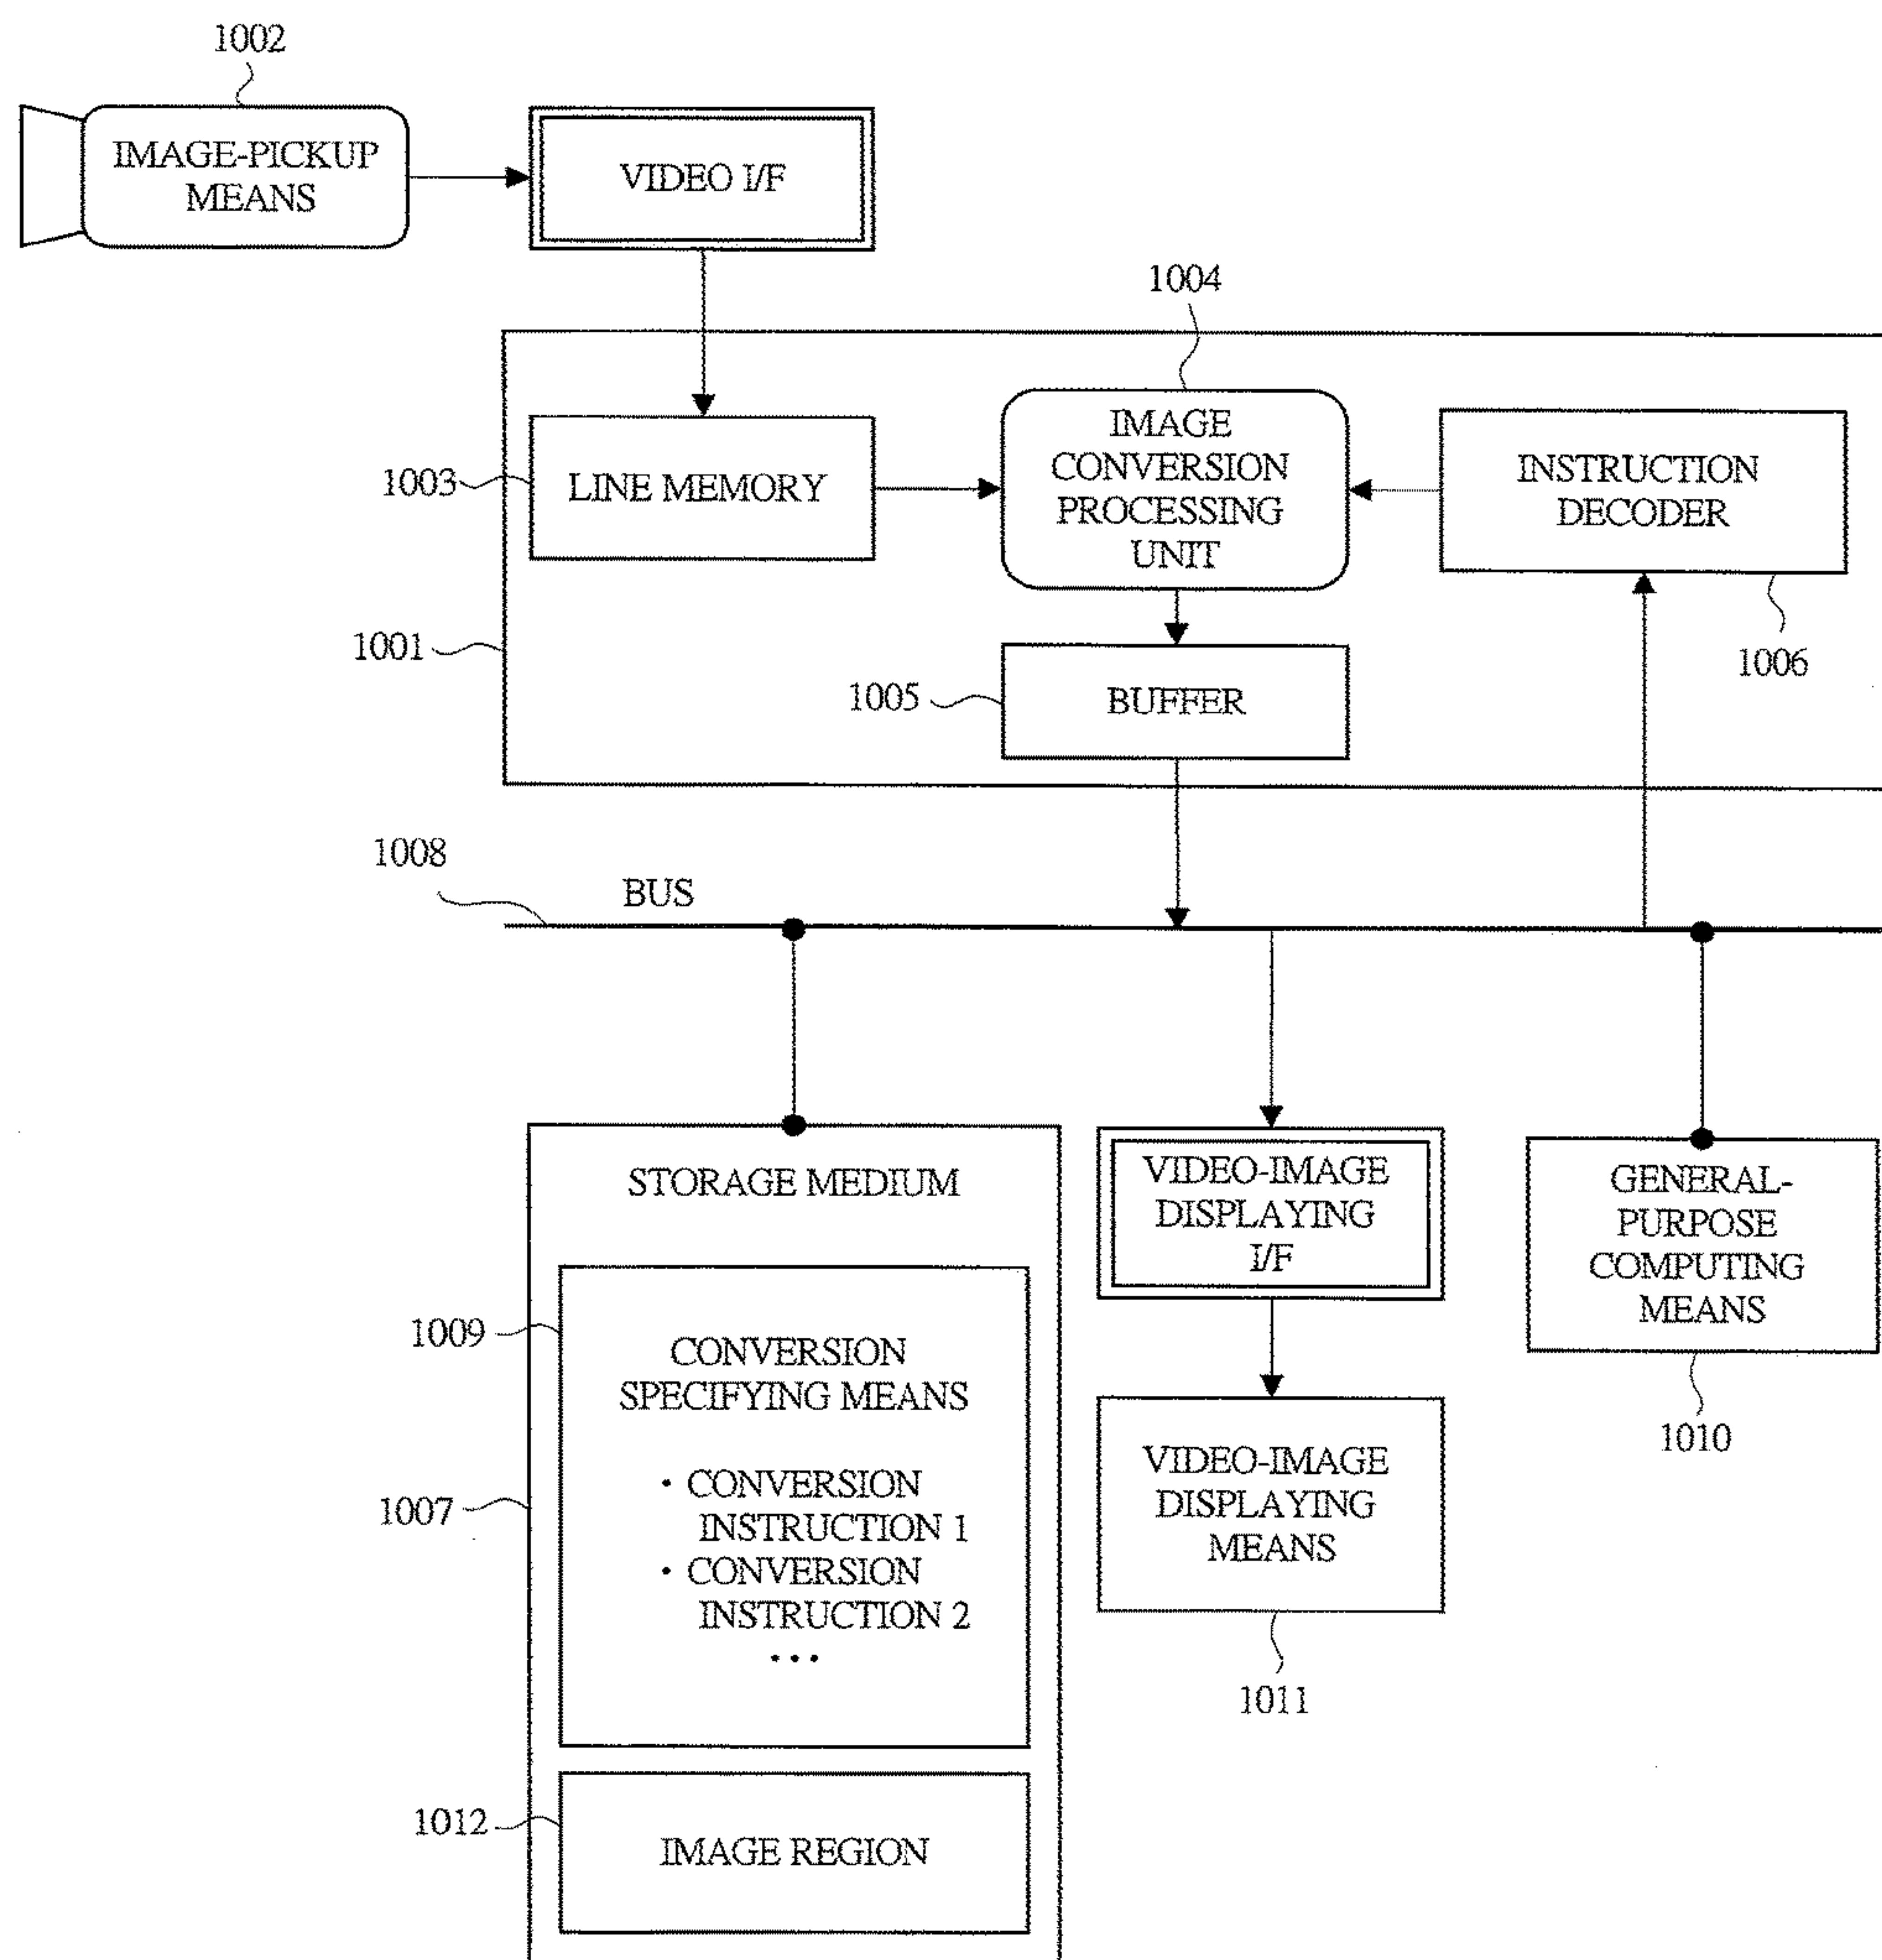 1002
IMAGE-PICKUP
MEANS
VIDEO I/F
1004
1003
LINE MEMORY
IMAGE
CONVERSION
PROCESSING
UNIT
INSTRUCTION
DECODER
1001
1005
BUFFER
1006
1008
BUS
STORAGE MEDIUM
1009
CONVERSION
SPECIFYING MEANS
• CONVERSION
INSTRUCTION 1
• CONVERSION
INSTRUCTION 2
• • •
1007
1012
IMAGE REGION
VIDEO-IMAGE
DISPLAYING
I/F
VIDEO-IMAGE
DISPLAYING
MEANS
1011
GENERAL-
PURPOSE
COMPUTING
MEANS
1010